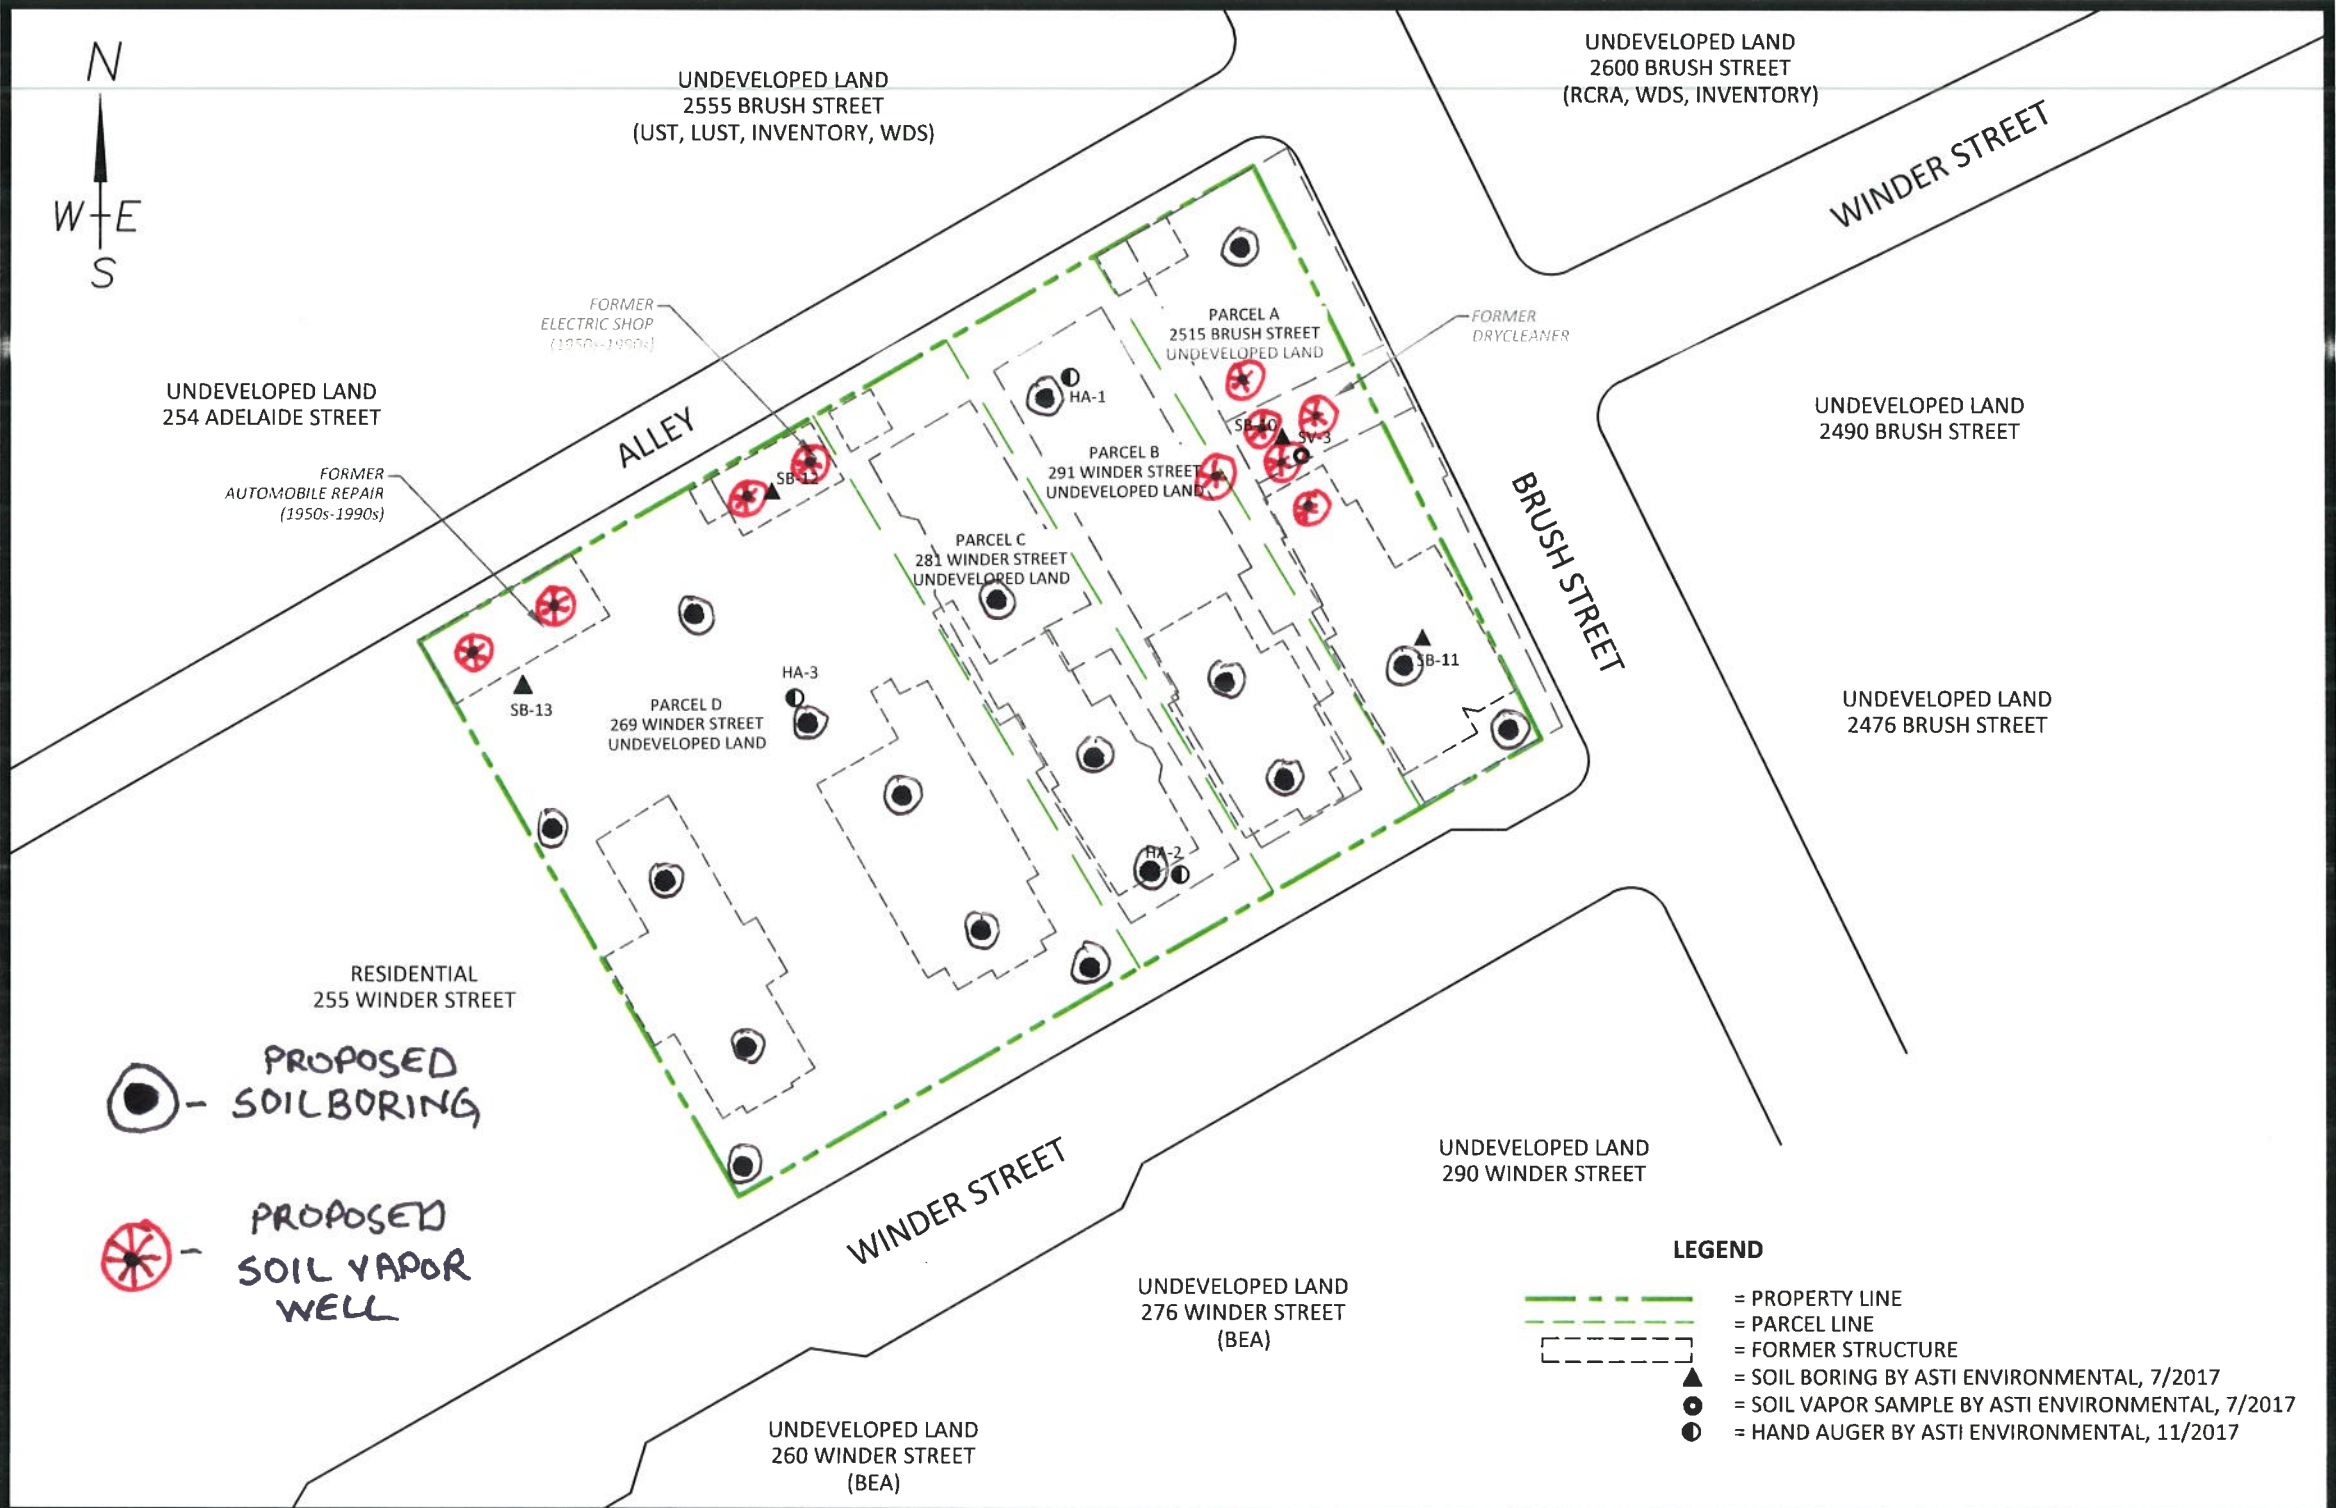 N
W E
S
UNDEVELOPED LAND
2555 BRUSH STREET
(UST, LUST, INVENTORY, WDS)
UNDEVELOPED LAND
2600 BRUSH STREET
(RCRA, WDS, INVENTORY)
WINDER STREET
FORMER
ELECTRIC SHOP
(1950s-1990s)
PARCEL A
2515 BRUSH STREET
UNDEVELOPED LAND
FORMER
DRYCLEANER
UNDEVELOPED LAND
254 ADELAIDE STREET
ALLEY
HA-1
UNDEVELOPED LAND
2490 BRUSH STREET
SB-10
SV-3
FORMER
AUTOMOBILE REPAIR
(1950s-1990s)
SB-12
PARCEL B
291 WINDER STREET
UNDEVELOPED LAND
BRUSH STREET
PARCEL C
281 WINDER STREET
UNDEVELOPED LAND
SB-13
HA-3
PARCEL D
269 WINDER STREET
UNDEVELOPED LAND
SB-11
UNDEVELOPED LAND
2476 BRUSH STREET
HA-2
RESIDENTIAL
255 WINDER STREET
PROPOSED
- SOIL BORING
PROPOSED
- SOIL VAPOR
WELL
WINDER STREET
UNDEVELOPED LAND
290 WINDER STREET
UNDEVELOPED LAND
276 WINDER STREET
(BEA)
UNDEVELOPED LAND
260 WINDER STREET
(BEA)
LEGEND
= PROPERTY LINE
= PARCEL LINE
= FORMER STRUCTURE
= SOIL BORING BY ASTI ENVIRONMENTAL, 7/2017
= SOIL VAPOR SAMPLE BY ASTI ENVIRONMENTAL, 7/2017
= HAND AUGER BY ASTI ENVIRONMENTAL, 11/2017